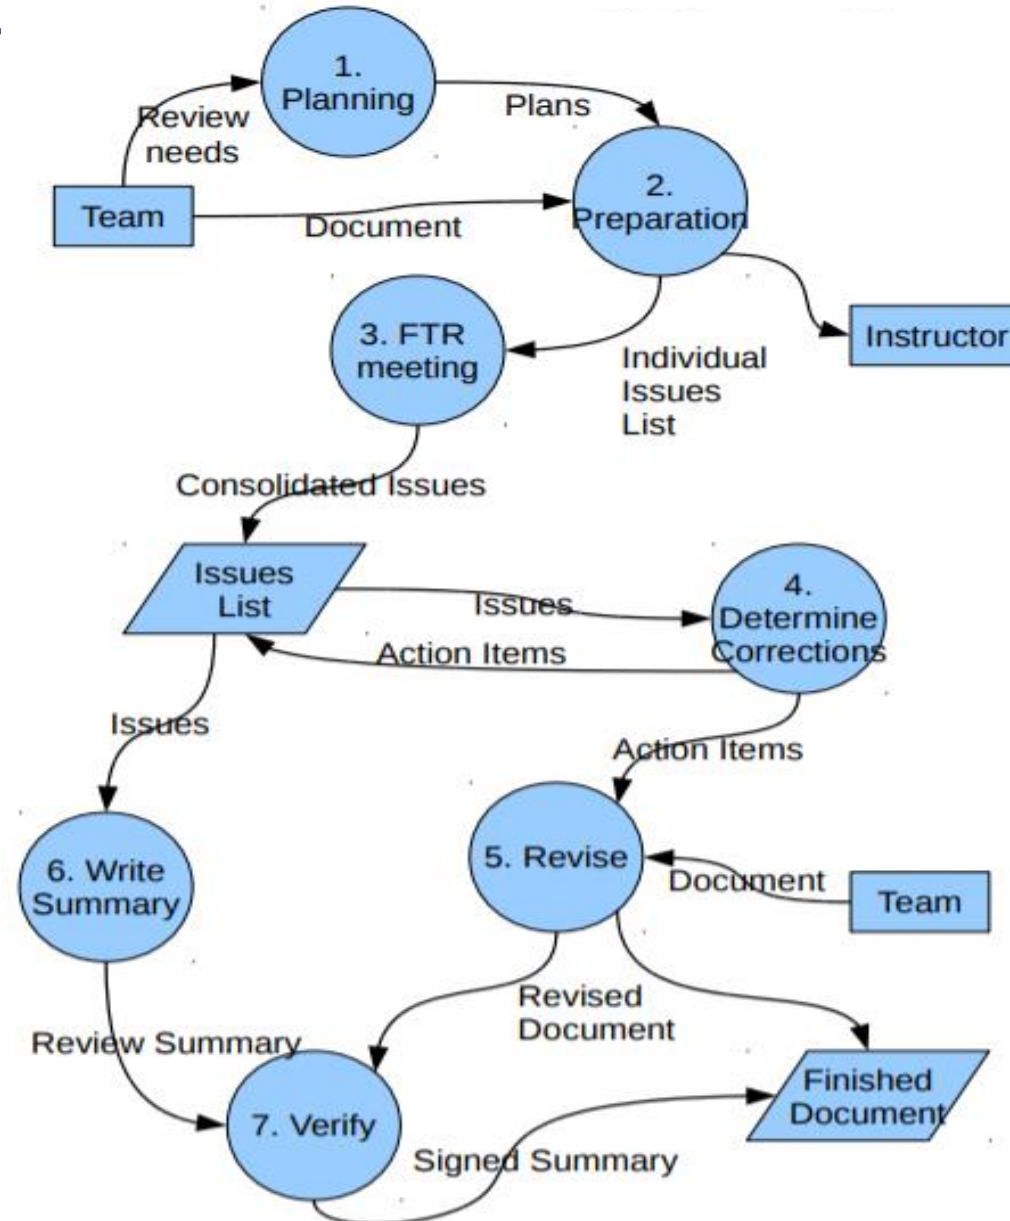 1.
Planning
Review
needs
Plans
Team
Document
2.
Preparation
3. FTR
meeting
Instructor
Individual
Issues
List
Consolidated Issues
Issues
List
Issues
4.
Determine
Corrections
Action Items
Issues
Action Items
6. Write
Summary
5. Revise
Document
Team
Revised
Document
Review Summary
7. Verify
Finished
Document
Signed Summary